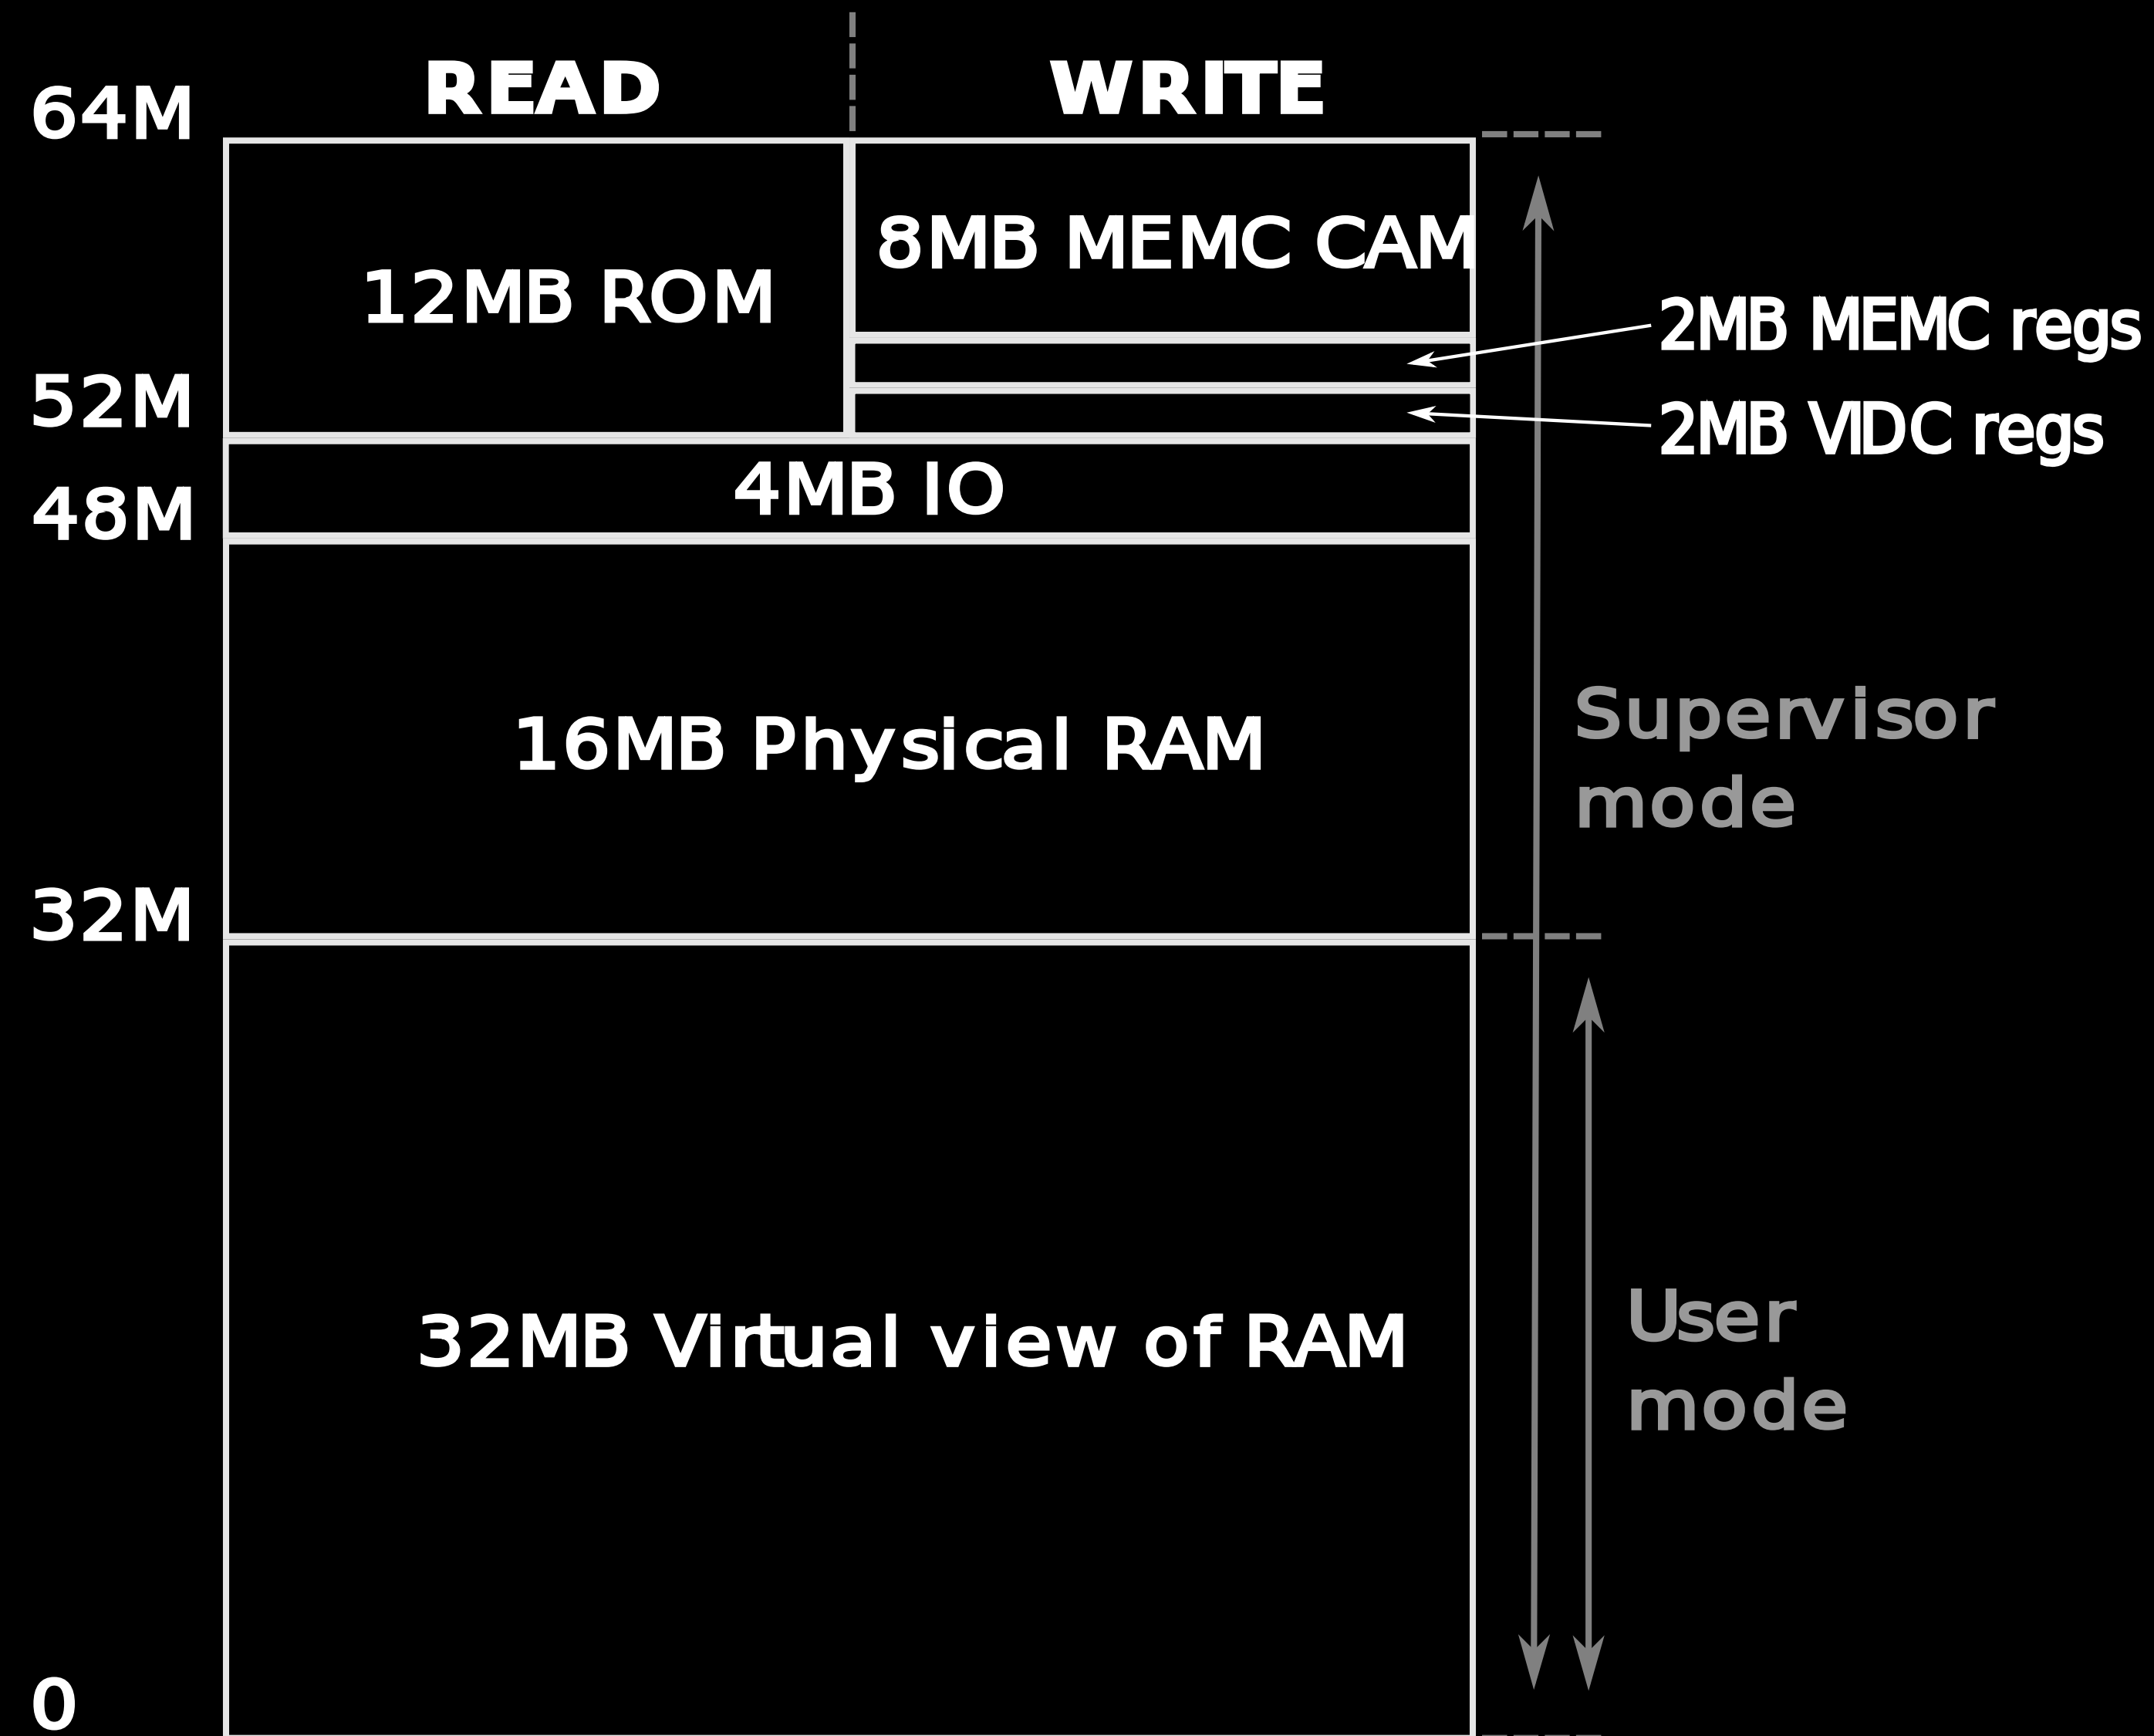 READ
WRITE
64M
8MB MEMC CAM
12MB ROM
2MB MEMC regs
52M
2MB VIDC regs
4MB IO
48M
16MB Physical RAM
Supervisor
mode
32M
32MB Virtual view of RAM
User
mode
0